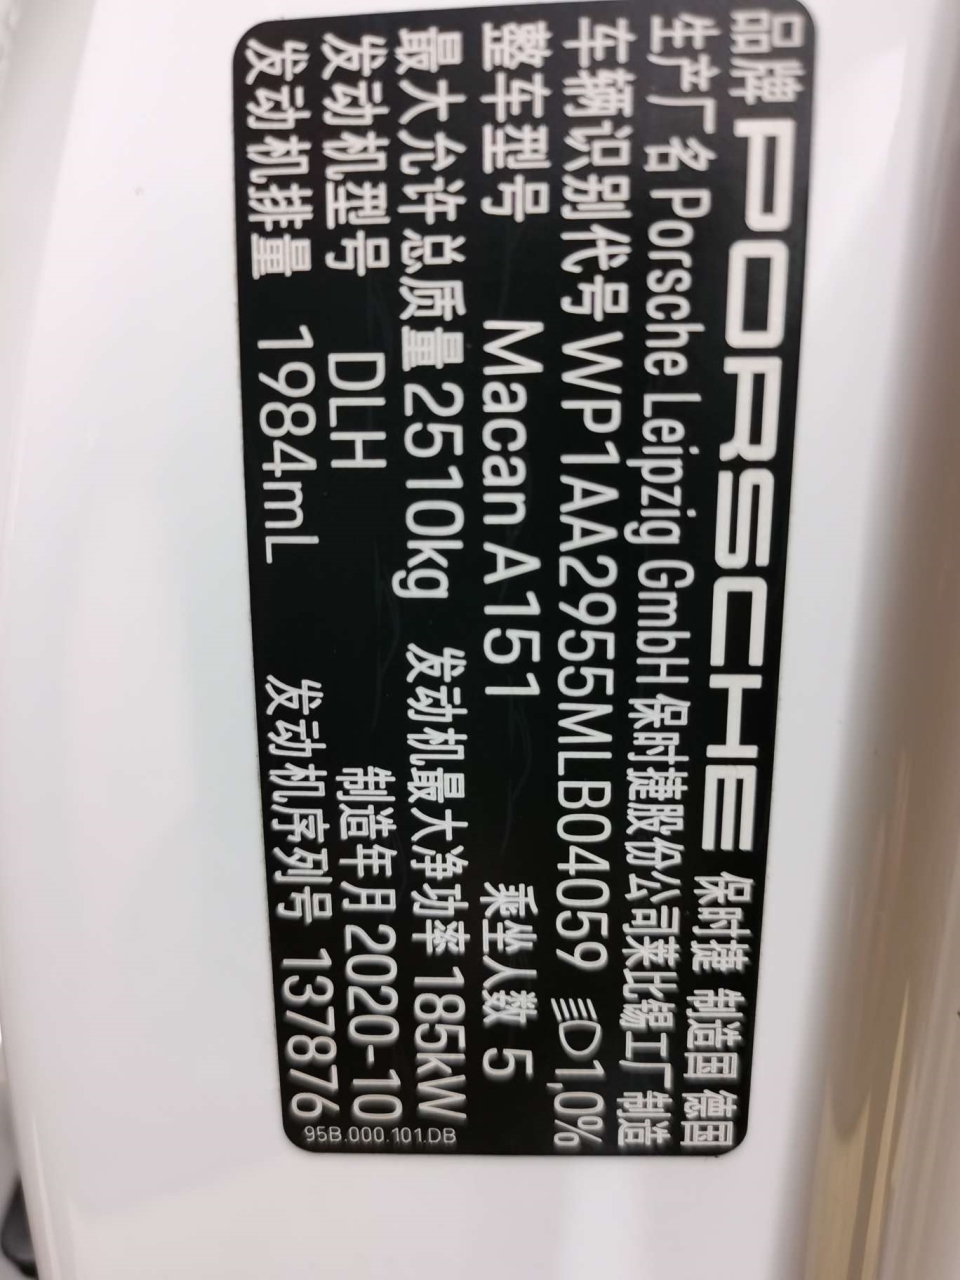 品牌 PORSCHE 保时捷 制造国 德国
生产厂名 Porsche Leipzig GmbH 保时捷股份公司莱比锡工厂 制造
车辆识别代号 WP1AA2955MLB04059 1,0%
整车型号 Macan A151 乘坐人数 5
最大允许总质量 2510kg 发动机最大净功率 185kW
发动机型号 DLH 制造年月 2020-10
发动机排量 1984mL 发动机序列号 137876
95B.000.101.DB